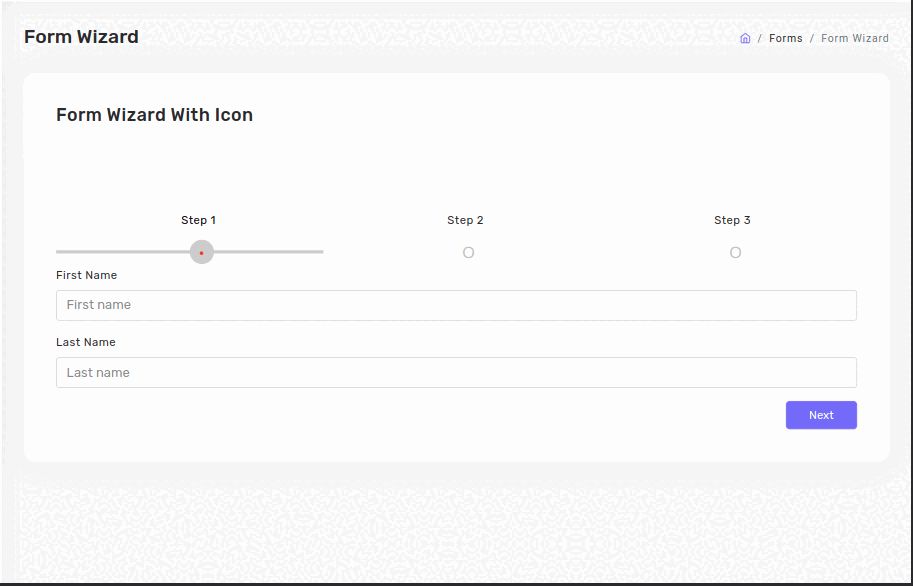 Form Wizard
/ Forms / Form Wizard
Form Wizard With Icon
Step 1 Step 2 Step 3
First Name
First name
Last Name
Last name
Next